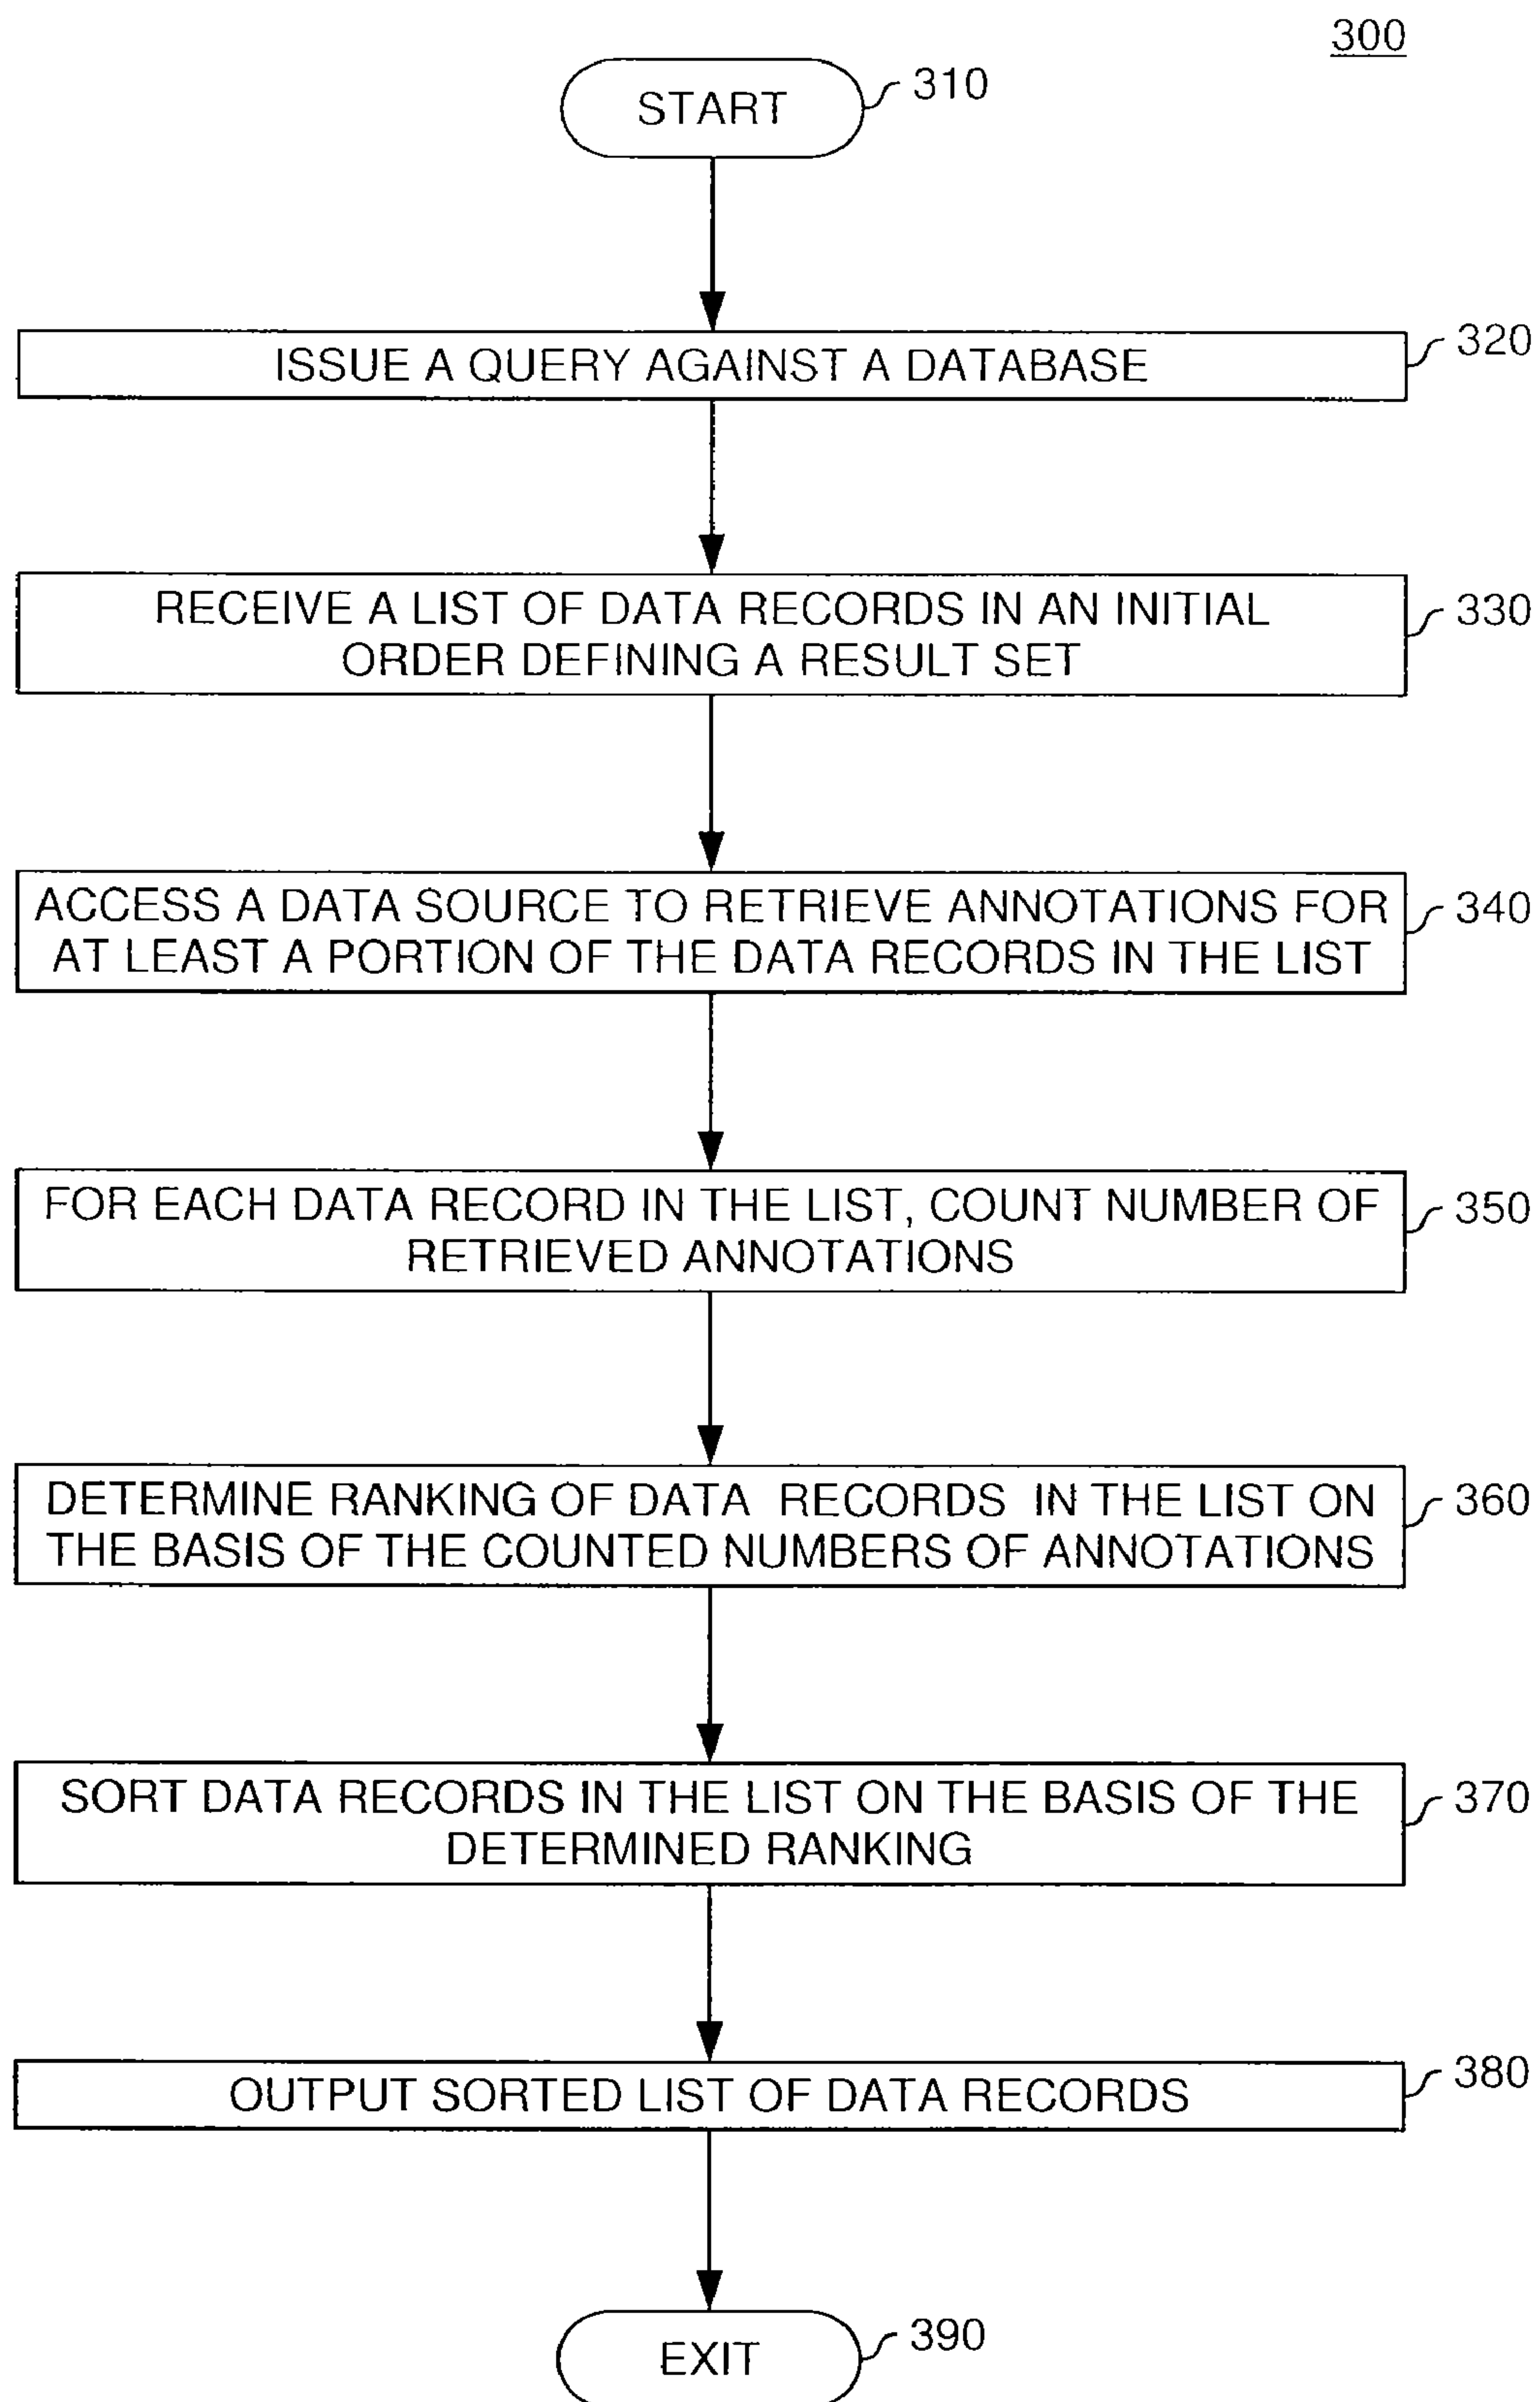 300
START
310
ISSUE A QUERY AGAINST A DATABASE
320
RECEIVE A LIST OF DATA RECORDS IN AN INITIAL
ORDER DEFINING A RESULT SET
330
ACCESS A DATA SOURCE TO RETRIEVE ANNOTATIONS FOR
AT LEAST A PORTION OF THE DATA RECORDS IN THE LIST
340
FOR EACH DATA RECORD IN THE LIST, COUNT NUMBER OF
RETRIEVED ANNOTATIONS
350
DETERMINE RANKING OF DATA RECORDS IN THE LIST ON
THE BASIS OF THE COUNTED NUMBERS OF ANNOTATIONS
360
SORT DATA RECORDS IN THE LIST ON THE BASIS OF THE
DETERMINED RANKING
370
OUTPUT SORTED LIST OF DATA RECORDS
380
EXIT
390